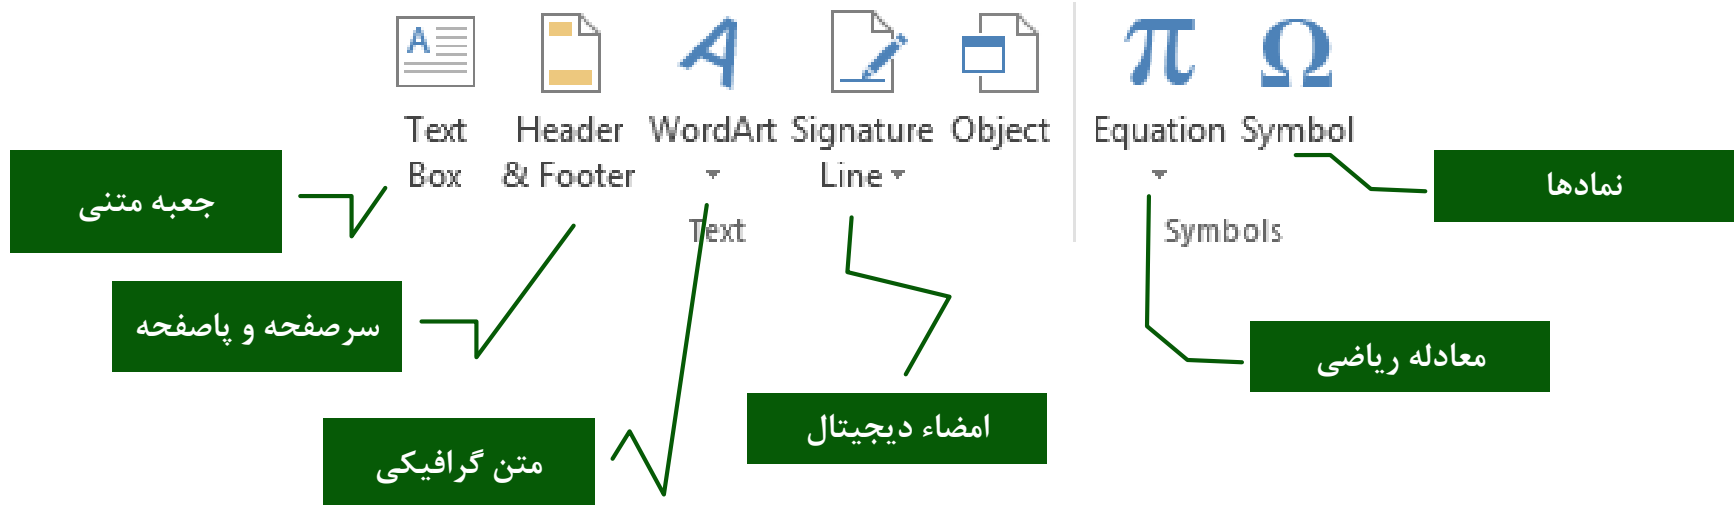 Text
Box
Header
& Footer
WordArt
Signature
Line
Object
Equation
Symbol
Text
Symbols
جعبه متنی
سرصفحه و پاصفحه
متن گرافیکی
امضاء دیجیتال
معادله ریاضی
نمادها